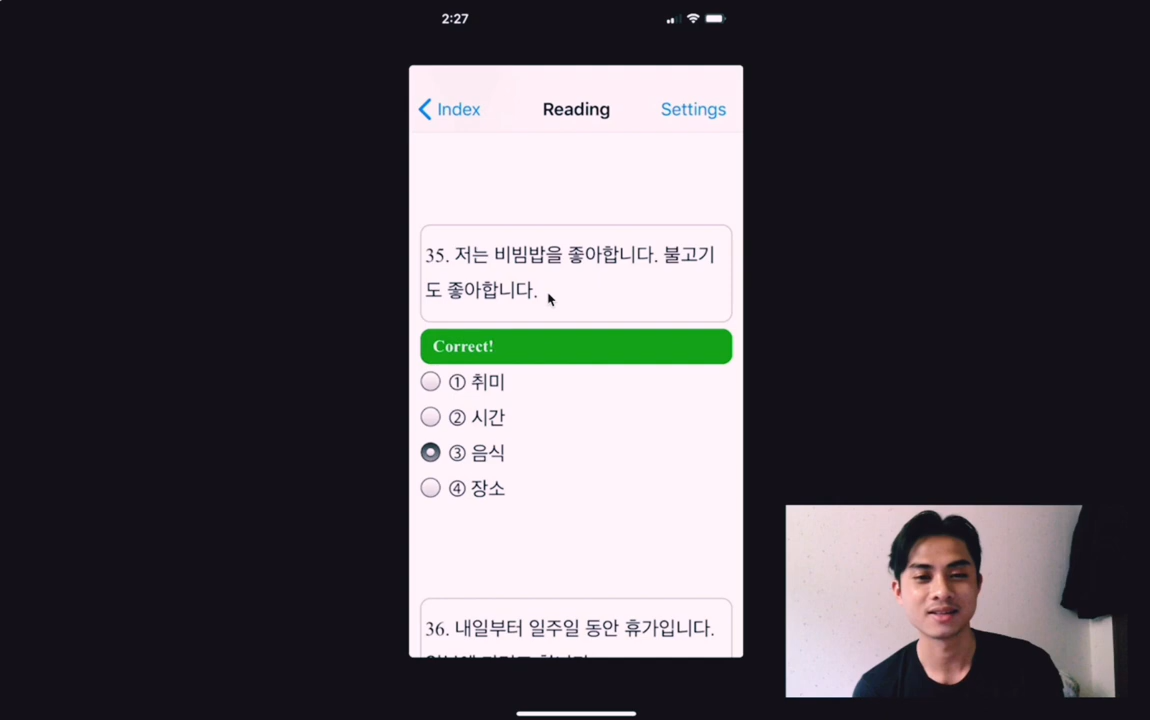 2:27
Index Reading Settings
35. 저는 비빔밥을 좋아합니다. 불고기
도 좋아합니다.
Correct!
① 취미
② 시간
③ 음식
④ 장소
36. 내일부터 일주일 동안 휴가입니다.